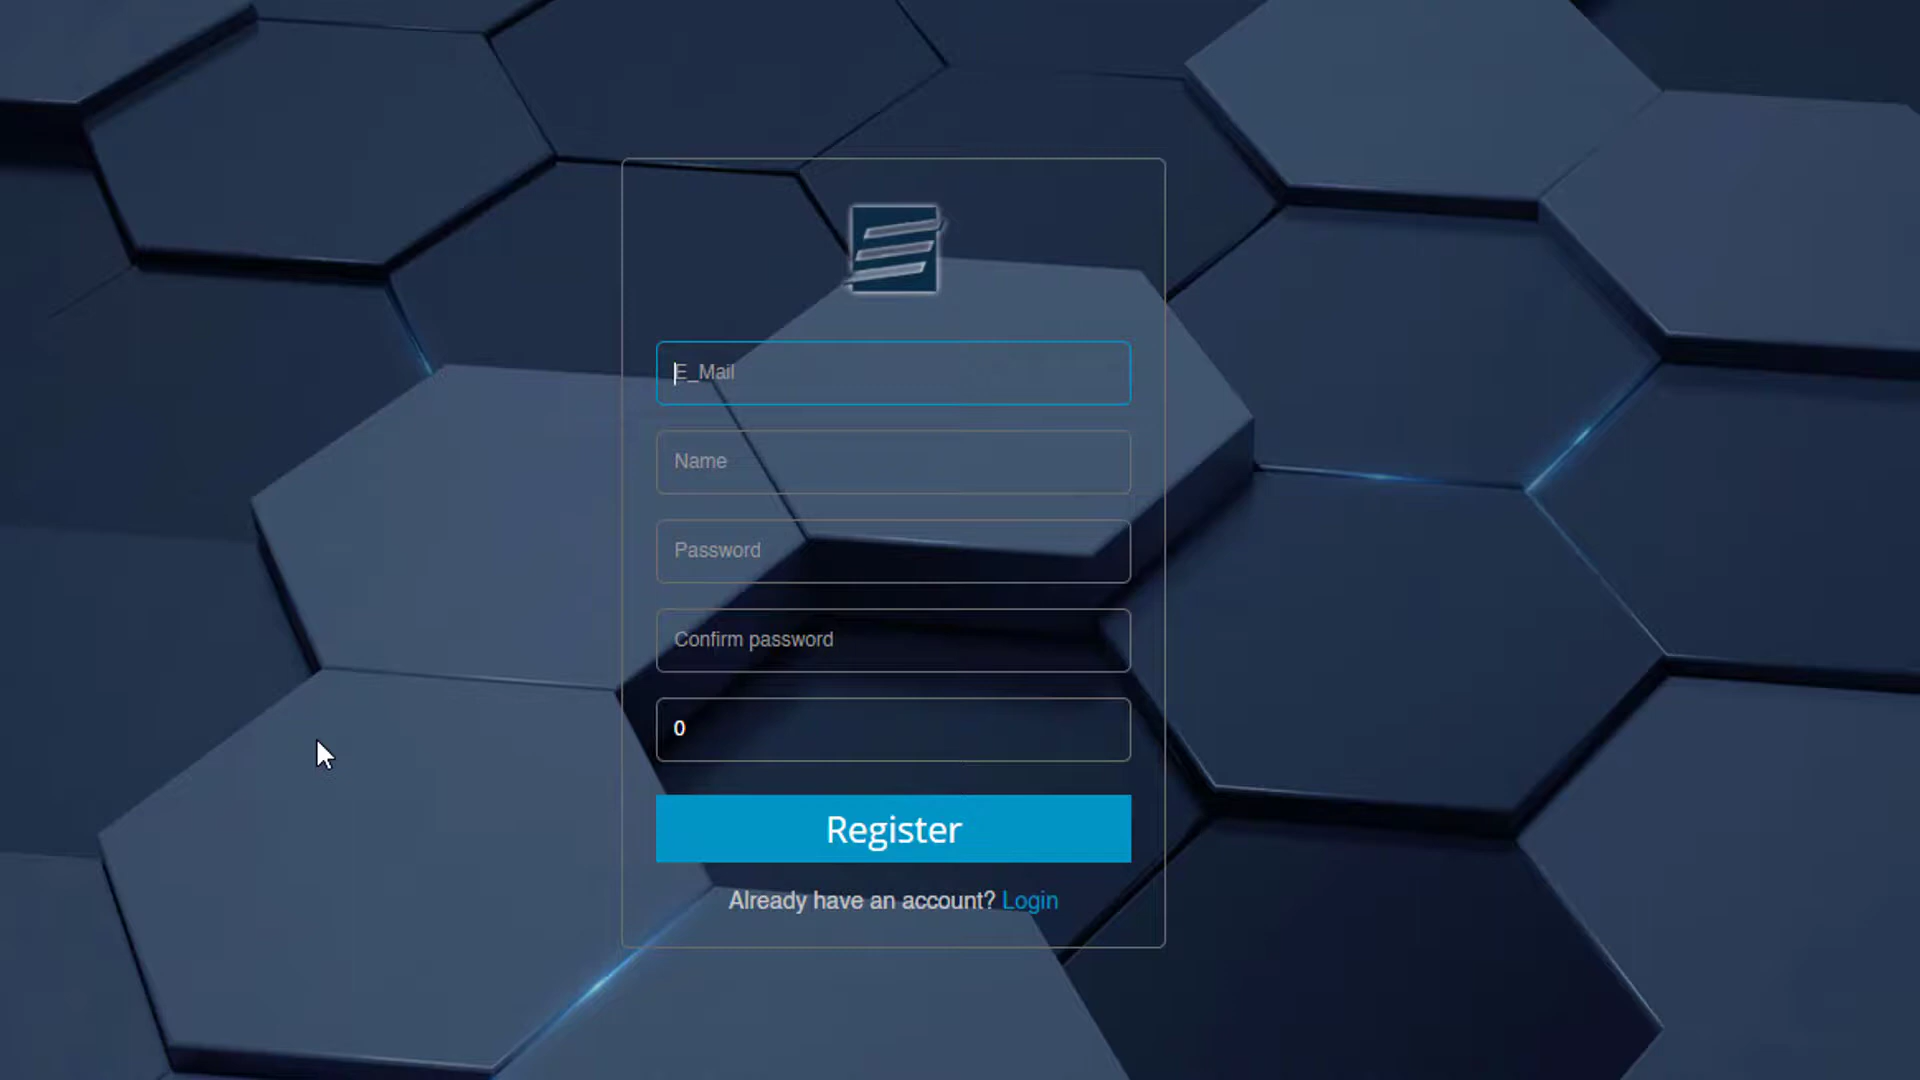 E_Mail
Name
Password
Confirm password
0
Register
Already have an account? Login